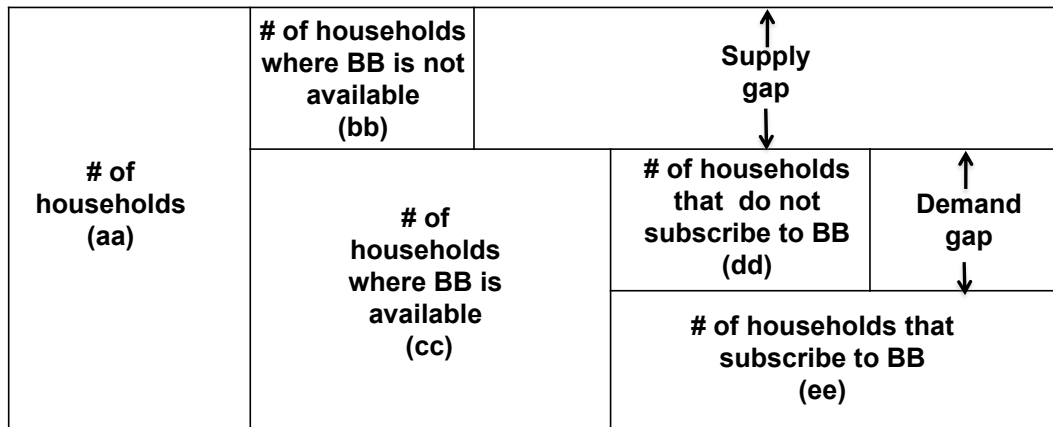 # of
households
(aa)
# of households
where BB is not
available
(bb)
Supply
gap
# of
households
where BB is
available
(cc)
# of households
that do not
subscribe to BB
(dd)
Demand
gap
# of households that
subscribe to BB
(ee)